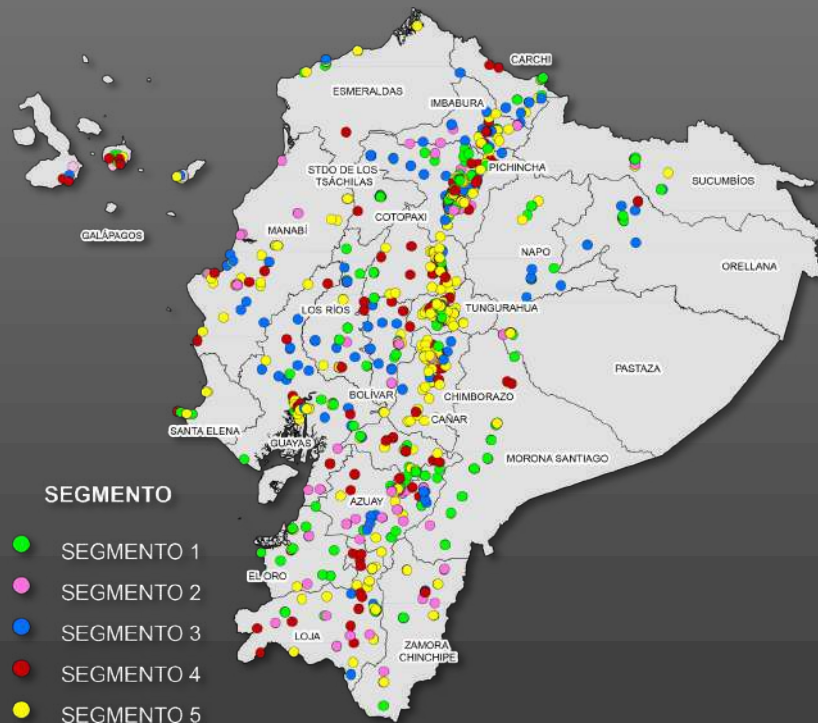 CARCHI
ESMERALDAS
IMBABURA
PICHINCHA
STDO DE LOS
TSÁCHILAS
SUCUMBÍOS
COTOPAXI
MANABÍ
GALÁPAGOS
NAPO
ORELLANA
LOS RÍOS
TUNGURAHUA
PASTAZA
BOLÍVAR
CHIMBORAZO
CAÑAR
SANTA ELENA
GUAYAS
MORONA SANTIAGO
AZUAY
EL ORO
LOJA
ZAMORA
CHINCHIPE
SEGMENTO
SEGMENTO 1
SEGMENTO 2
SEGMENTO 3
SEGMENTO 4
SEGMENTO 5